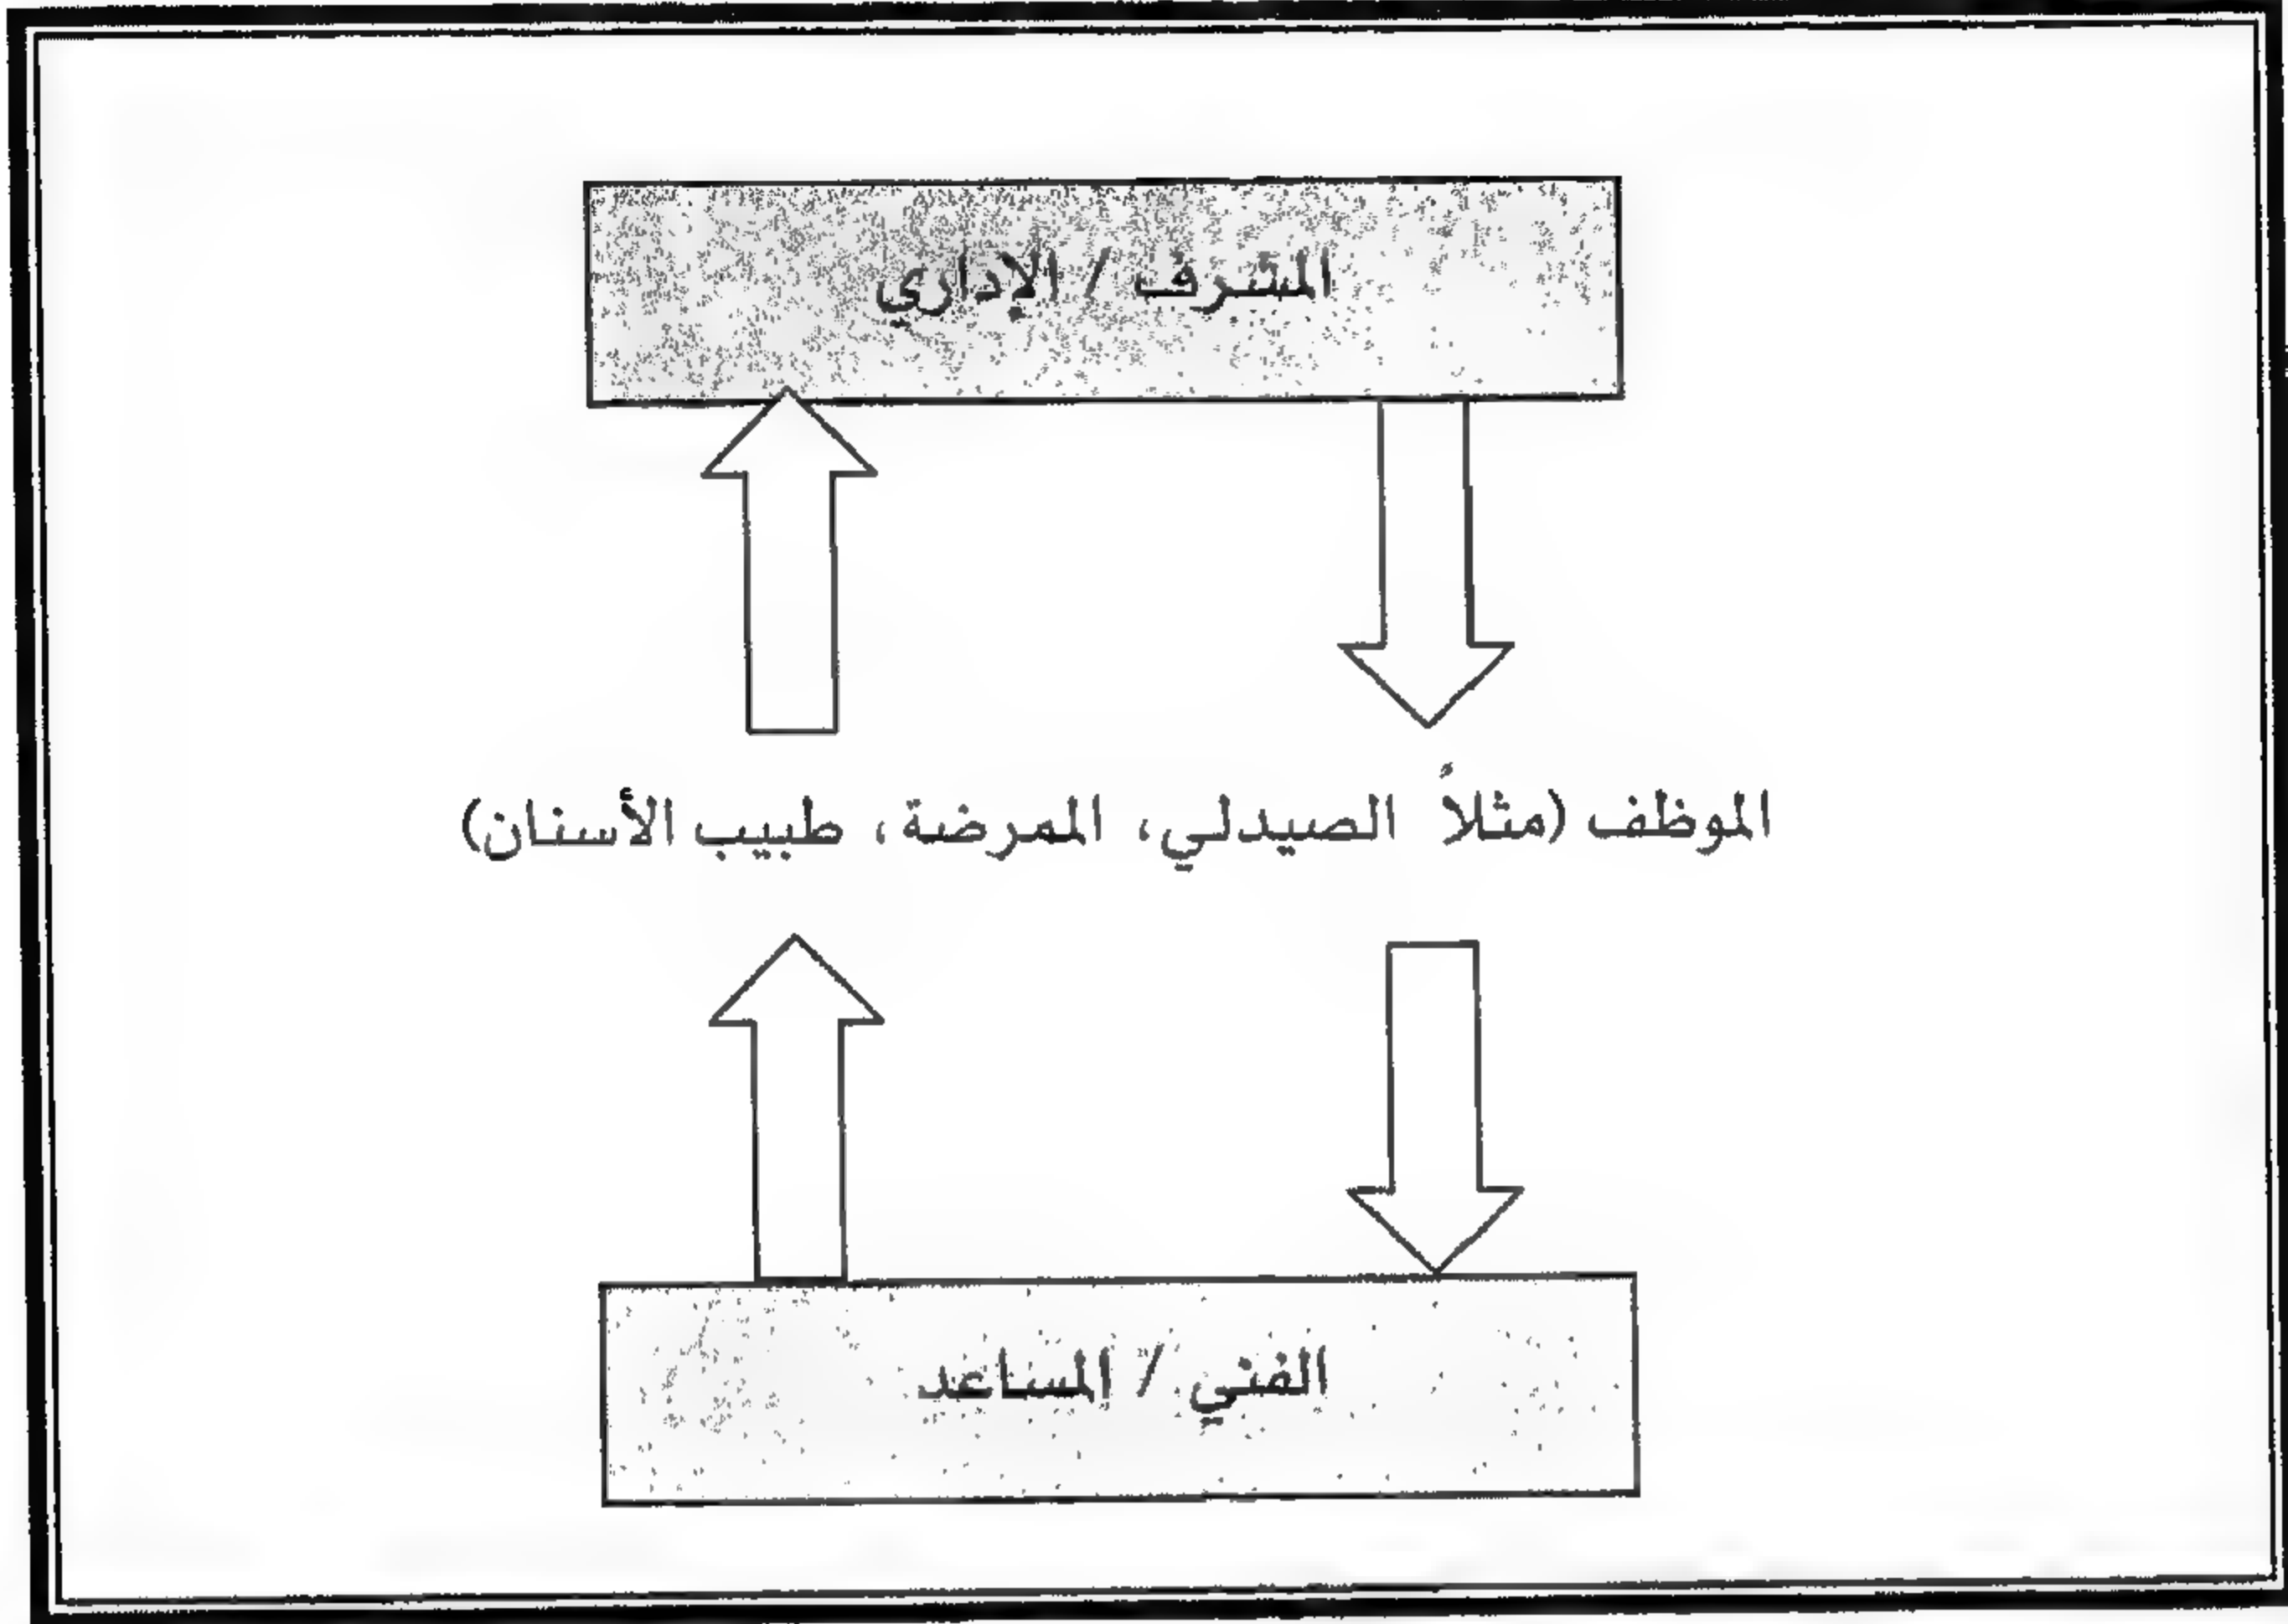 المشرف / الإداري
الموظف (مثلاً الصيدلي، الممرضة، طبيب الأسنان)
الفني / المساعد